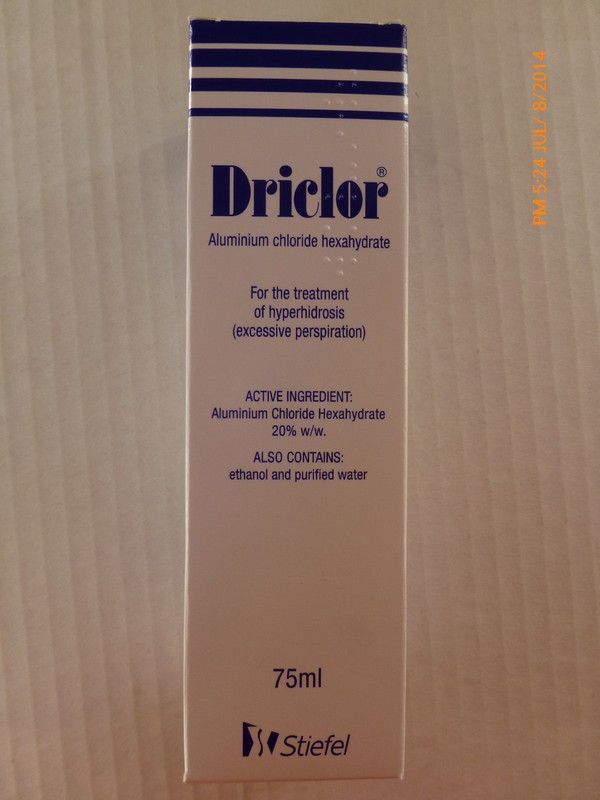 Driclor®
Aluminium chloride hexahydrate
For the treatment
of hyperhidrosis
(excessive perspiration)
ACTIVE INGREDIENT:
Aluminium Chloride Hexahydrate
20% w/w.
ALSO CONTAINS:
ethanol and purified water
75ml
Stiefel
PM 5:24 JUL/ 8/2014